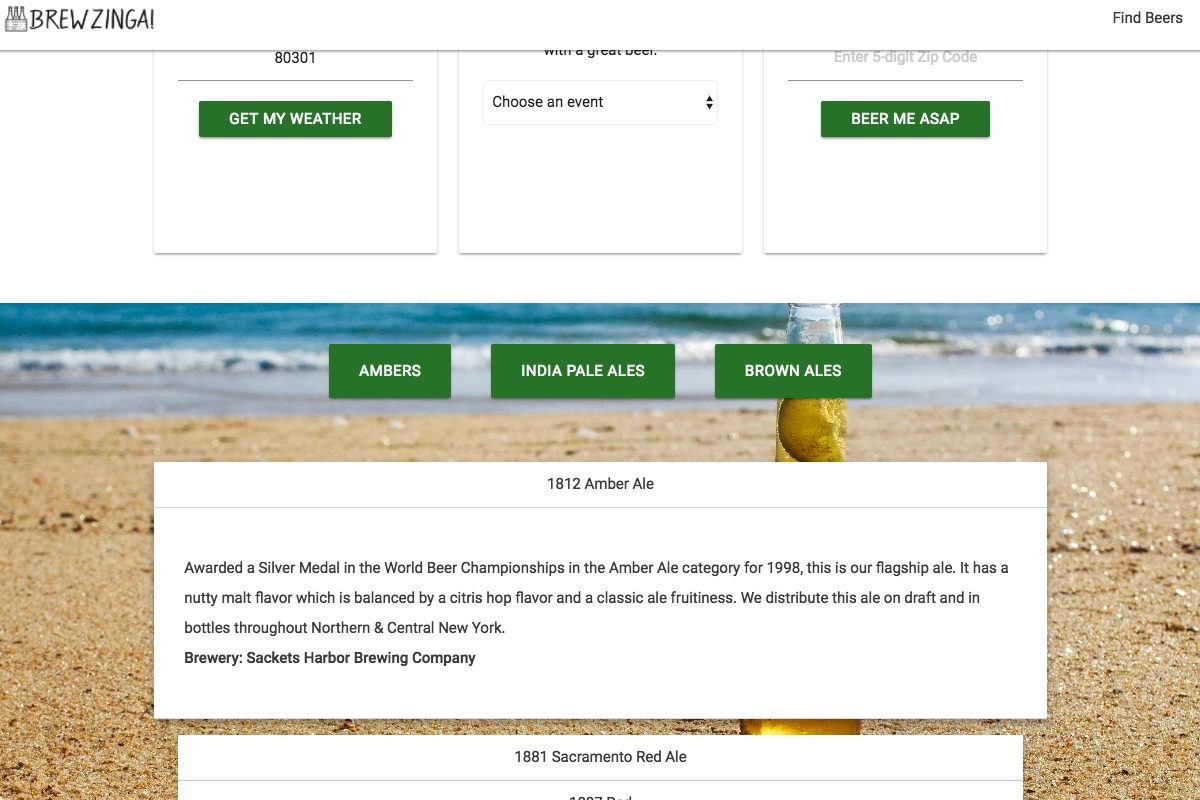 BREWZINGA!
Find Beers
80301
GET MY WEATHER
with a great beer.
Choose an event
Enter 5-digit Zip Code
BEER ME ASAP
AMBERS
INDIA PALE ALES
BROWN ALES
1812 Amber Ale
Awarded a Silver Medal in the World Beer Championships in the Amber Ale category for 1998, this is our flagship ale. It has a
nutty malt flavor which is balanced by a citris hop flavor and a classic ale fruitiness. We distribute this ale on draft and in
bottles throughout Northern & Central New York.
Brewery: Sackets Harbor Brewing Company
1881 Sacramento Red Ale